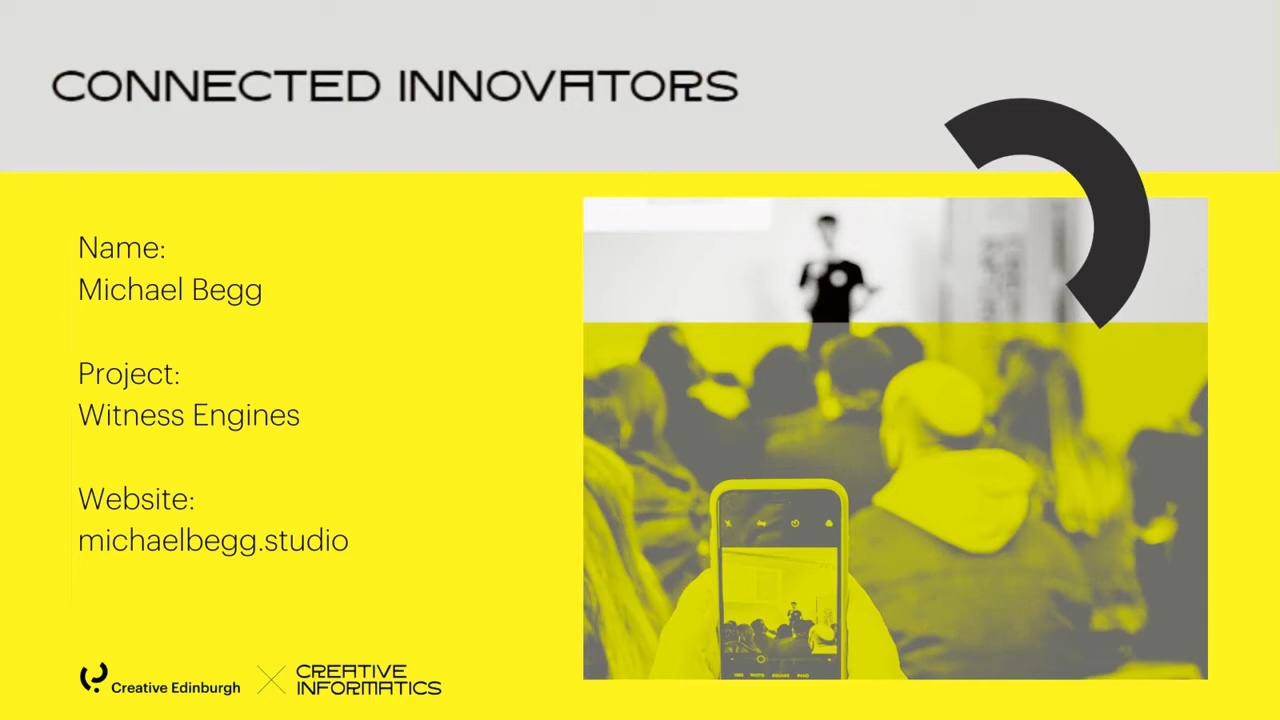 CONNECTED INNOVATORS
Name:
Michael Begg
Project:
Witness Engines
Website:
michaelbegg.studio
Creative Edinburgh
CREATIVE
INFORMATICS